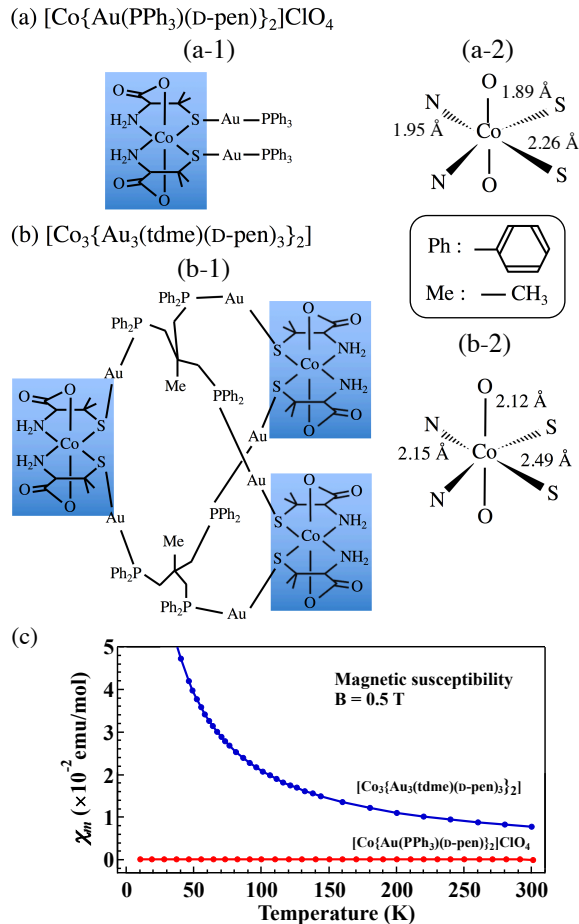 (a) [Co{Au(PPh₃)(D-pen)}₂]ClO₄
(a-1)
(a-2)
O O
H₂N S Au PPh₃
Co
H₂N S Au PPh₃
O O
O 1.89 Å
N S
1.95 Å Co 2.26 Å
N S
O
Ph :
Me : CH₃
(b) [Co₃{Au₃(tdme)(D-pen)₃}₂]
(b-1)
Ph₂P Au
Ph₂P
Me
Au
PPh₂
O O
S NH₂
Co
S NH₂
O O
O O
H₂N S
Co
H₂N S
O O
Au
Au
Au
PPh₂
O O
S NH₂
Co
S NH₂
O O
Me
Ph₂P
Ph₂P Au
(b-2)
O 2.12 Å
N S
2.15 Å Co 2.49 Å
N S
O
(c)
Magnetic susceptibility
B = 0.5 T
[Co₃{Au₃(tdme)(D-pen)₃}₂]
[Co{Au(PPh₃)(D-pen)}₂]ClO₄
χₘ (×10⁻² emu/mol)
5
4
3
2
1
0
0 50 100 150 200 250 300
Temperature (K)